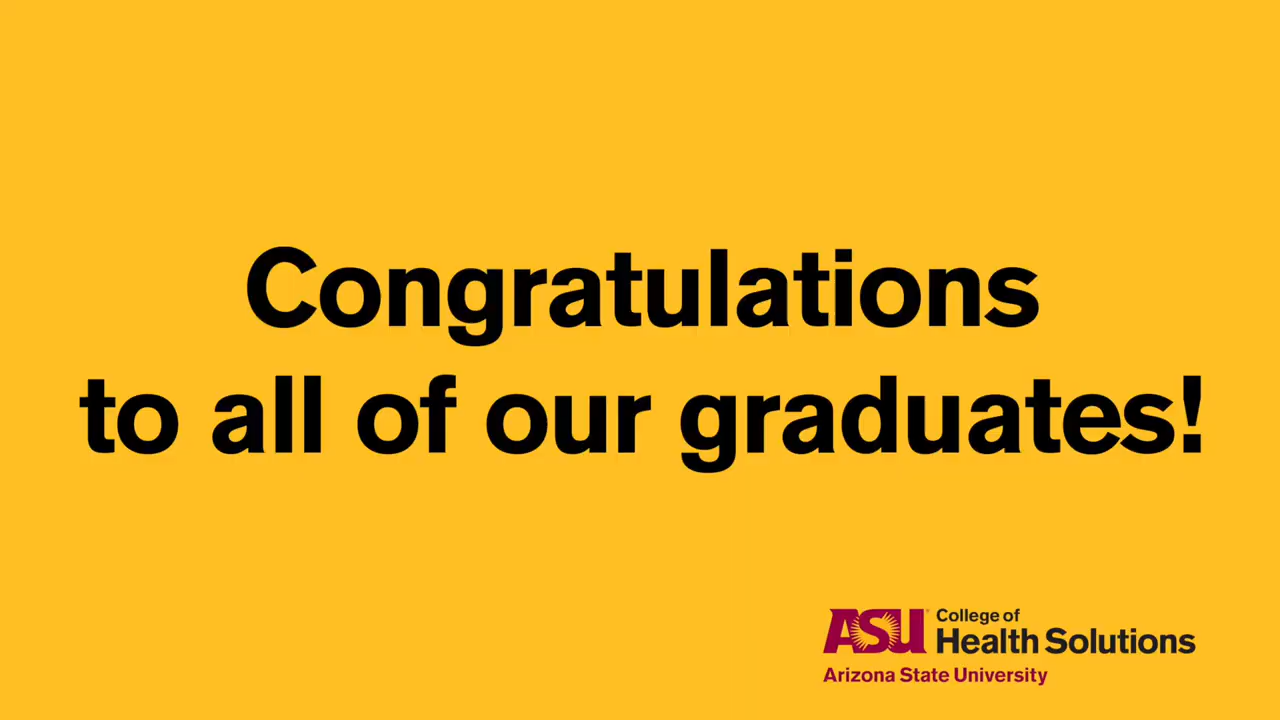 Congratulations
to all of our graduates!
ASU College of
Health Solutions
Arizona State University